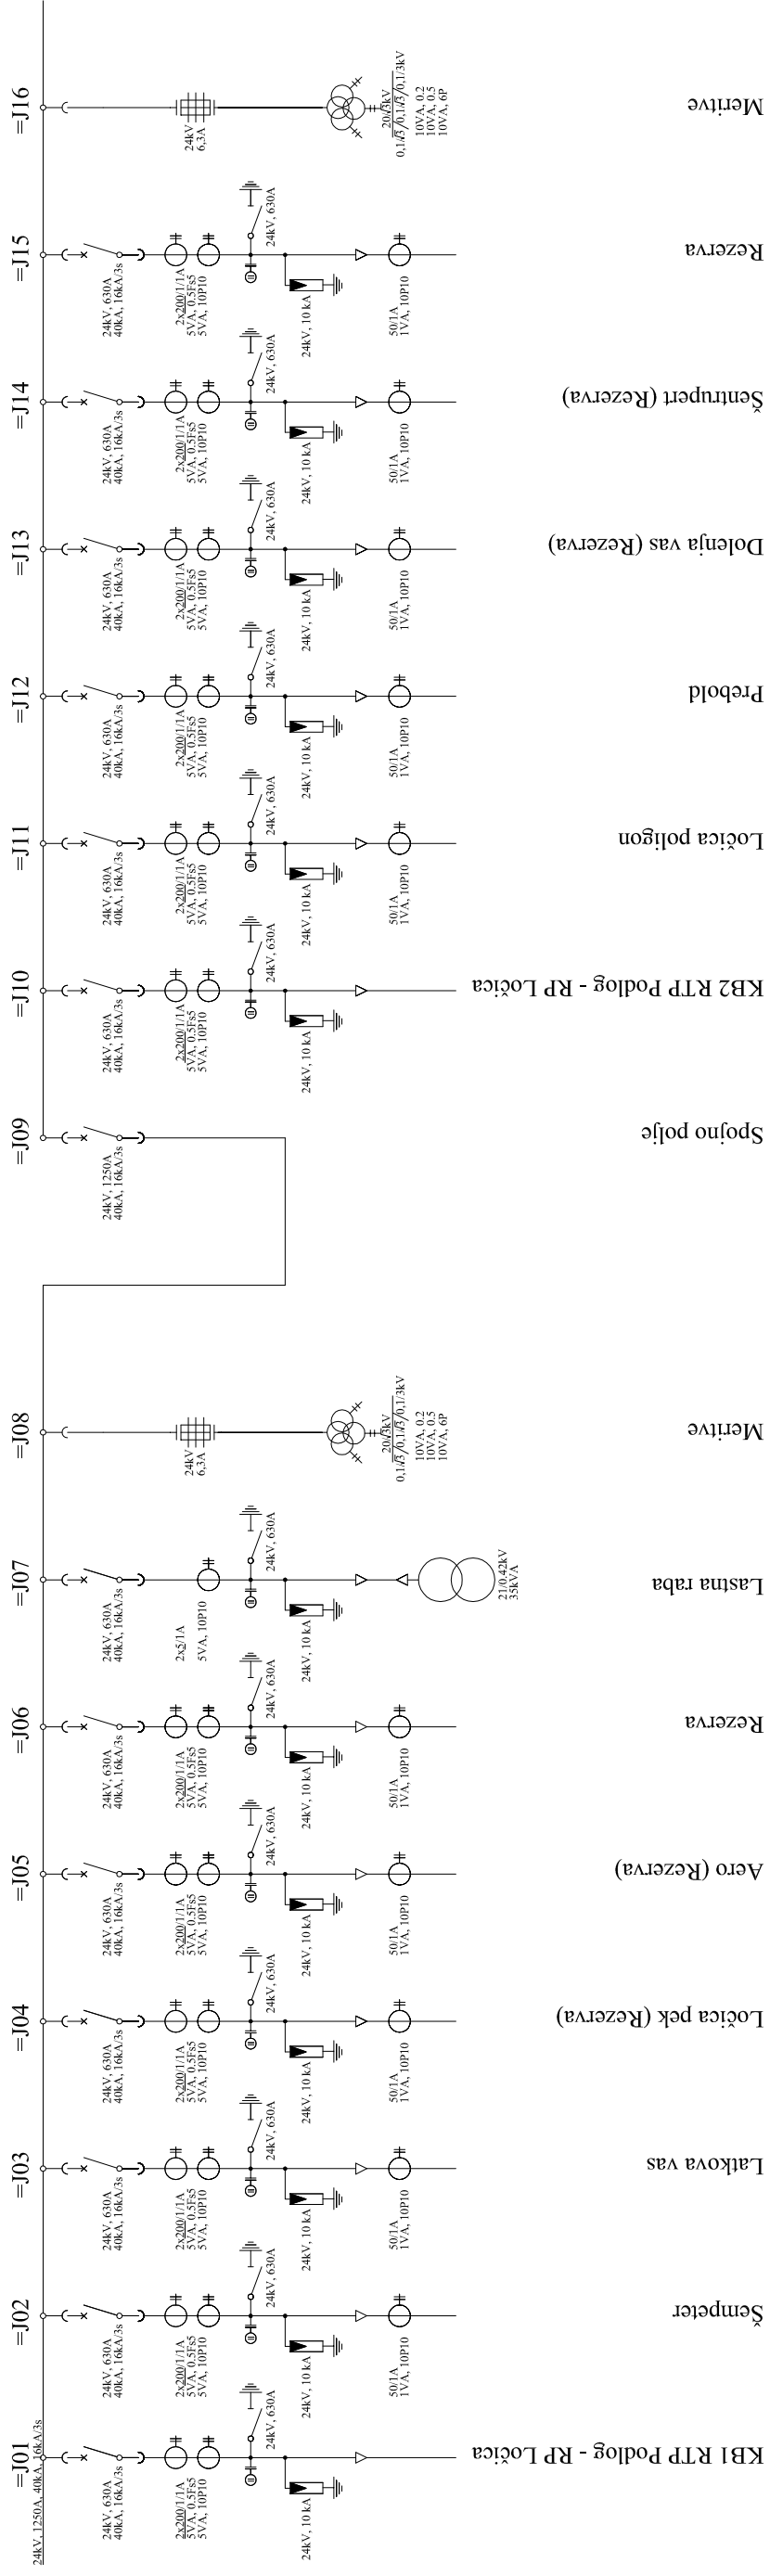 =J16
24kV
6,3A
20/√3kV
0,1/√3/0,1/√3/0,1/3kV
10VA, 0.2
10VA, 0.5
10VA, 6P
Meritve
=J15
24kV, 630A
40kA, 16kA/3s
2x200/1/1A
5VA, 0.5Fs5
5VA, 10P10
24kV, 630A
24kV, 10 kA
50/1A
1VA, 10P10
Rezerva
=J14
24kV, 630A
40kA, 16kA/3s
2x200/1/1A
5VA, 0.5Fs5
5VA, 10P10
24kV, 630A
24kV, 10 kA
50/1A
1VA, 10P10
Šentrupert (Rezerva)
=J13
24kV, 630A
40kA, 16kA/3s
2x200/1/1A
5VA, 0.5Fs5
5VA, 10P10
24kV, 630A
24kV, 10 kA
50/1A
1VA, 10P10
Dolenja vas (Rezerva)
=J12
24kV, 630A
40kA, 16kA/3s
2x200/1/1A
5VA, 0.5Fs5
5VA, 10P10
24kV, 630A
24kV, 10 kA
50/1A
1VA, 10P10
Prebold
=J11
24kV, 630A
40kA, 16kA/3s
2x200/1/1A
5VA, 0.5Fs5
5VA, 10P10
24kV, 630A
24kV, 10 kA
50/1A
1VA, 10P10
Ločica poligon
=J10
24kV, 630A
40kA, 16kA/3s
2x200/1/1A
5VA, 0.5Fs5
5VA, 10P10
24kV, 630A
24kV, 10 kA
KB2 RTP Podlog - RP Ločica
=J09
24kV, 1250A
40kA, 16kA/3s
Spojno polje
=J08
24kV
6,3A
20/√3kV
0,1/√3/0,1/√3/0,1/3kV
10VA, 0.2
10VA, 0.5
10VA, 6P
Meritve
=J07
24kV, 630A
40kA, 16kA/3s
2x5/1A
5VA, 10P10
24kV, 630A
24kV, 10 kA
21/0.42kV
35kVA
Lastna raba
=J06
24kV, 630A
40kA, 16kA/3s
2x200/1/1A
5VA, 0.5Fs5
5VA, 10P10
24kV, 630A
24kV, 10 kA
50/1A
1VA, 10P10
Rezerva
=J05
24kV, 630A
40kA, 16kA/3s
2x200/1/1A
5VA, 0.5Fs5
5VA, 10P10
24kV, 630A
24kV, 10 kA
50/1A
1VA, 10P10
Aero (Rezerva)
=J04
24kV, 630A
40kA, 16kA/3s
2x200/1/1A
5VA, 0.5Fs5
5VA, 10P10
24kV, 630A
24kV, 10 kA
50/1A
1VA, 10P10
Ločica pek (Rezerva)
=J03
24kV, 630A
40kA, 16kA/3s
2x200/1/1A
5VA, 0.5Fs5
5VA, 10P10
24kV, 630A
24kV, 10 kA
50/1A
1VA, 10P10
Latkova vas
=J02
24kV, 630A
40kA, 16kA/3s
2x200/1/1A
5VA, 0.5Fs5
5VA, 10P10
24kV, 630A
24kV, 10 kA
50/1A
1VA, 10P10
Šempeter
=J01
24kV, 1250A, 40kA, 16kA/3s
24kV, 630A
40kA, 16kA/3s
2x200/1/1A
5VA, 0.5Fs5
5VA, 10P10
24kV, 630A
24kV, 10 kA
KB1 RTP Podlog - RP Ločica